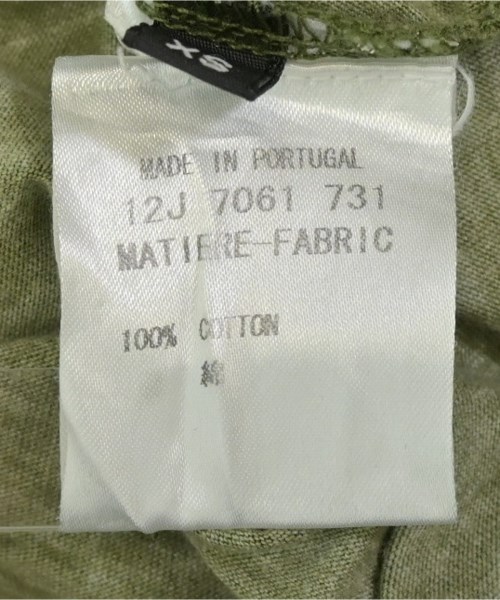 XS
MADE IN PORTUGAL
12J 7061 731
MATIERE-FABRIC
100% COTTON
綿